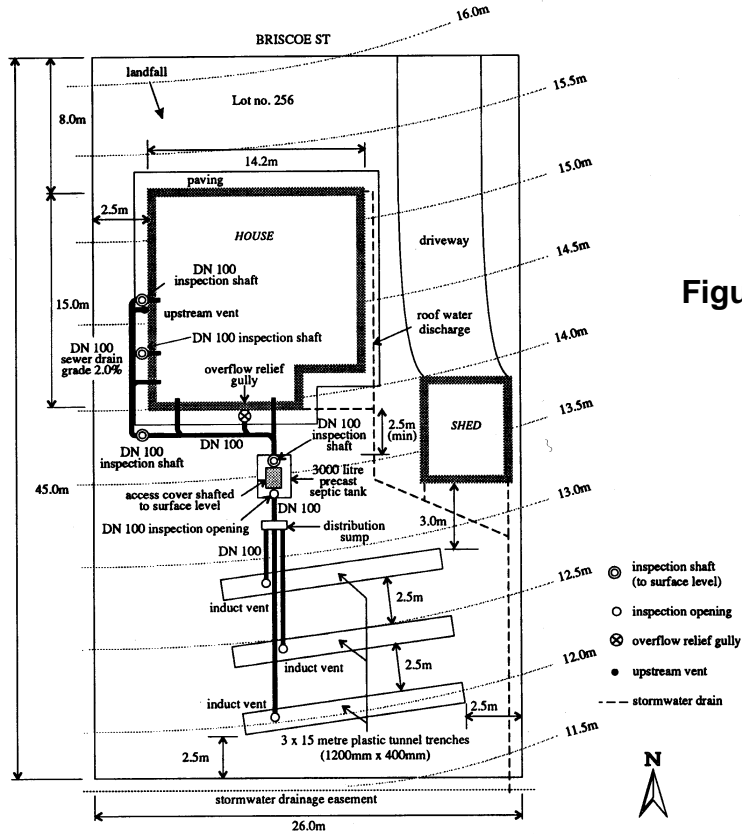 16.0m
BRISCOE ST
landfall
Lot no. 256
15.5m
8.0m
14.2m
15.0m
paving
2.5m
HOUSE
driveway
14.5m
DN 100
inspection shaft
15.0m
upstream vent
roof water
discharge
14.0m
DN 100
sewer drain
grade 2.0%
DN 100 inspection shaft
overflow relief
gully
13.5m
SHED
2.5m
(min)
DN 100
inspection
shaft
DN 100
DN 100
inspection shaft
3000 litre
precast
septic tank
45.0m
access cover shafted
to surface level
13.0m
DN 100
DN 100 inspection opening
distribution
sump
3.0m
DN 100
12.5m
induct vent
2.5m
induct vent
2.5m
12.0m
induct vent
2.5m
11.5m
3 x 15 metre plastic tunnel trenches
(1200mm x 400mm)
2.5m
stormwater drainage easement
26.0m
Figu
inspection shaft
(to surface level)
inspection opening
overflow relief gully
upstream vent
stormwater drain
N